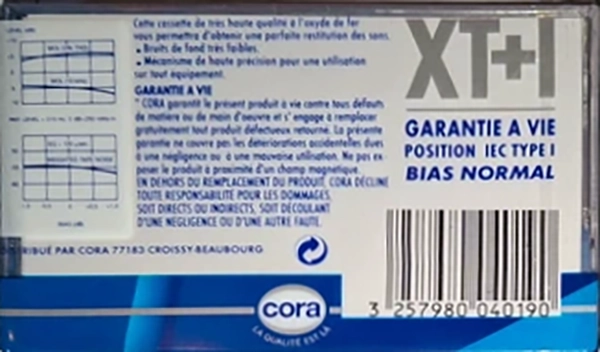 Cette cassette de très haute qualité à l'oxyde de fer
vous permettra d'obtenir une parfaite restitution des sons.
• Bruits de fond très faibles.
• Mécanisme de haute précision pour une utilisation
sur tout équipement.
GARANTIE A VIE
" CORA garantit le présent produit à vie contre tous défauts
de matière ou de main d'oeuvre et s' engage à remplacer
gratuitement tout produit défectueux retourné. La présente
garantie ne couvre pas les deteriorations accidentelles dues
à une négligence ou à une mauvaise utilisation. Ne pas ex-
poser le produit à proximité d'un champ magnetique.
EN DEHORS DU REMPLACEMENT DU PRODUIT, CORA DÉCLINE
TOUTE RESPONSABILITÉ POUR LES DOMMAGES,
SOIT DIRECTS OU INDIRECTS, SOIT DÉCOULANT
D'UNE NEGLIGENCE OU D'UNE AUTRE FAUTE.
RIBUÉ PAR CORA 77183 CROISSY-BEAUBOURG
XT+I
GARANTIE A VIE
POSITION IEC TYPE I
BIAS NORMAL
3 257980 040190
cora
LA QUALITÉ EST LÀ